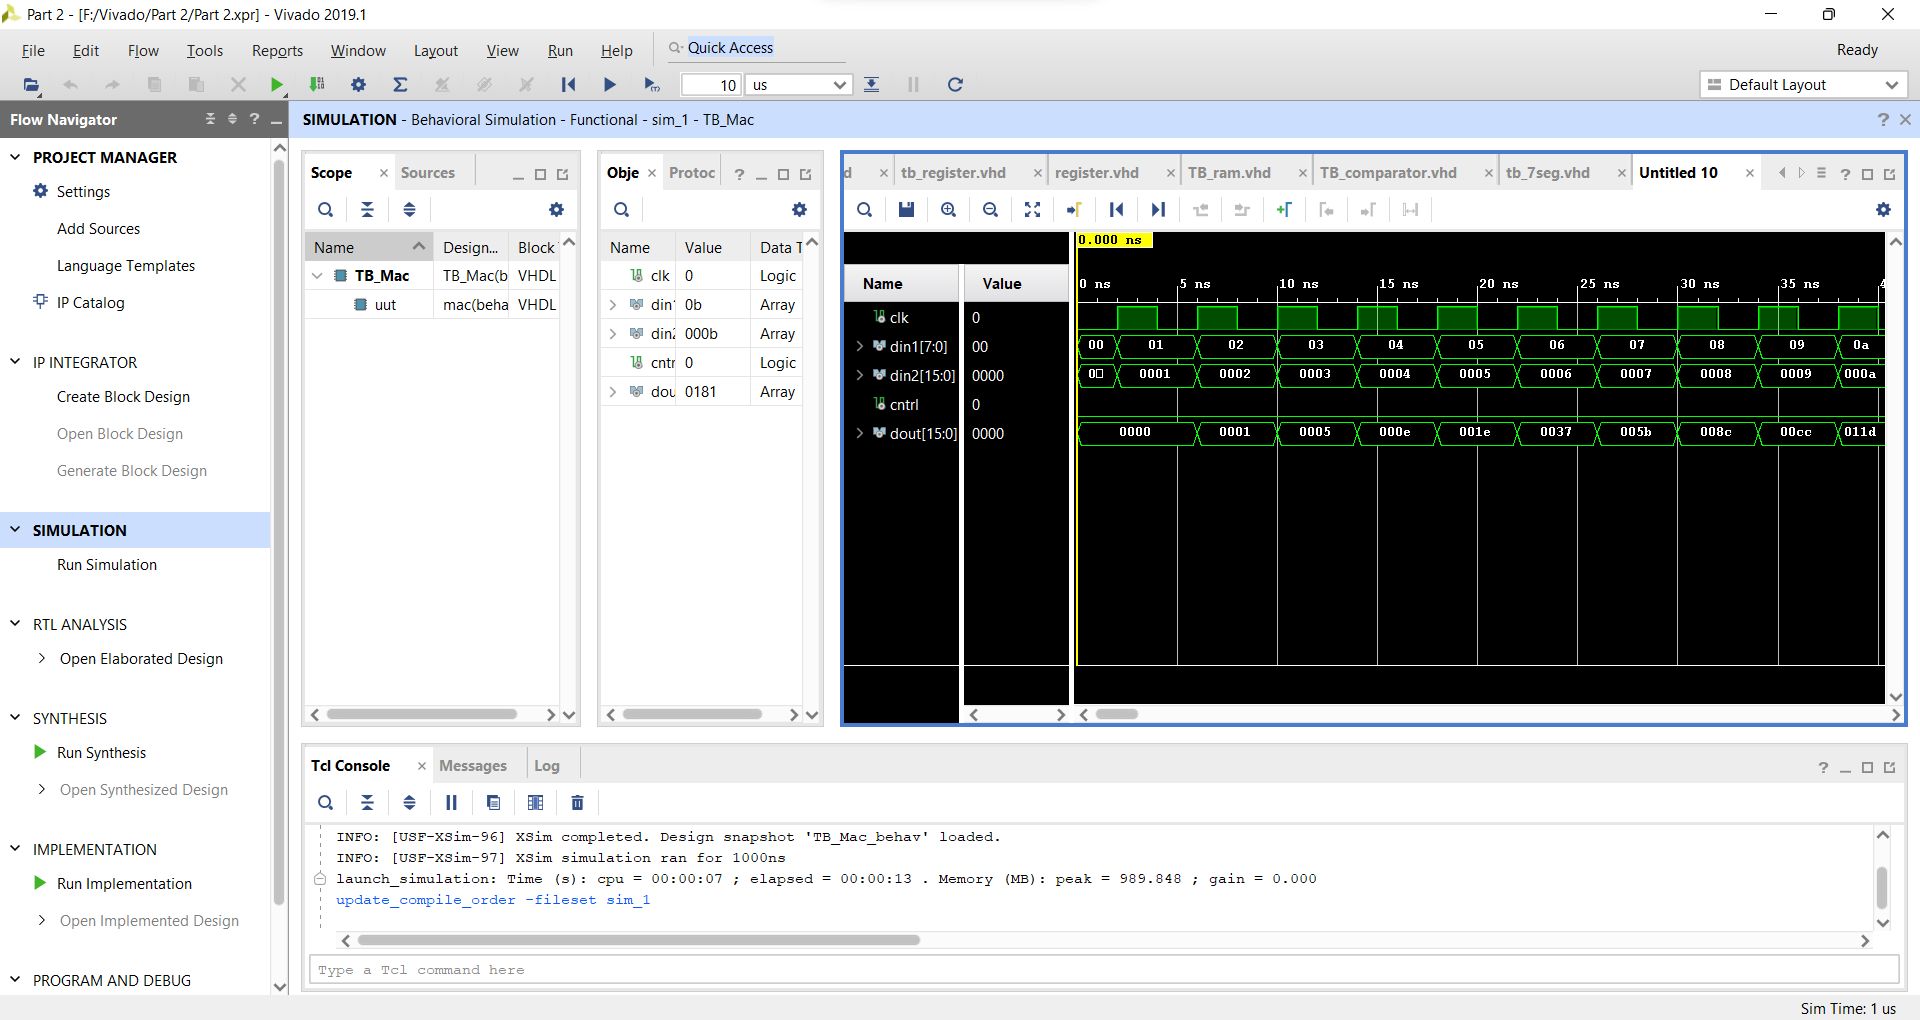 Part 2 - [F:/Vivado/Part 2/Part 2.xpr] - Vivado 2019.1
File Edit Flow Tools Reports Window Layout View Run Help Quick Access Ready
10 us Default Layout
Flow Navigator
SIMULATION - Behavioral Simulation - Functional - sim_1 - TB_Mac
PROJECT MANAGER
Settings
Add Sources
Language Templates
IP Catalog
IP INTEGRATOR
Create Block Design
Open Block Design
Generate Block Design
SIMULATION
Run Simulation
RTL ANALYSIS
Open Elaborated Design
SYNTHESIS
Run Synthesis
Open Synthesized Design
IMPLEMENTATION
Run Implementation
Open Implemented Design
PROGRAM AND DEBUG
Scope Sources
Name Design... Block
TB_Mac TB_Mac(b VHDL
uut mac(beha VHDL
Obje Protoc
Name Value Data T
clk 0 Logic
din1 0b Array
din2 000b Array
cntr 0 Logic
dou 0181 Array
d tb_register.vhd register.vhd TB_ram.vhd TB_comparator.vhd tb_7seg.vhd Untitled 10
0.000 ns
Name Value 0 ns 5 ns 10 ns 15 ns 20 ns 25 ns 30 ns 35 ns 4
clk 0
din1[7:0] 00 00 01 02 03 04 05 06 07 08 09 0a
din2[15:0] 0000 0 0001 0002 0003 0004 0005 0006 0007 0008 0009 000a
cntrl 0
dout[15:0] 0000 0000 0001 0005 000e 001e 0037 005b 008c 00cc 011d
Tcl Console Messages Log
INFO: [USF-XSim-96] XSim completed. Design snapshot 'TB_Mac_behav' loaded.
INFO: [USF-XSim-97] XSim simulation ran for 1000ns
launch_simulation: Time (s): cpu = 00:00:07 ; elapsed = 00:00:13 . Memory (MB): peak = 989.848 ; gain = 0.000
update_compile_order -fileset sim_1
Type a Tcl command here
Sim Time: 1 us